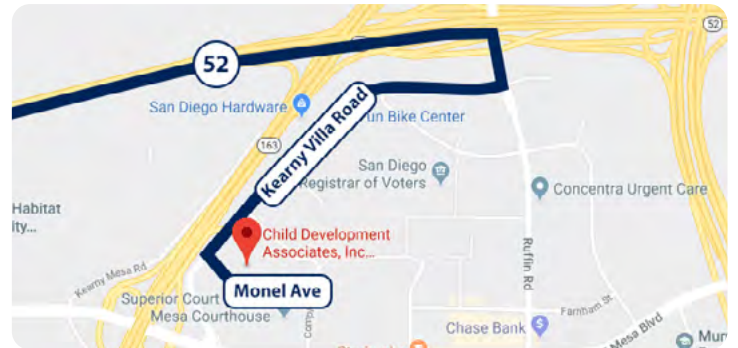 52
52
San Diego Hardware
Kearny Villa Road
un Bike Center
163
San Diego
Registrar of Voters
Concentra Urgent Care
Habitat
ity...
Child Development
Associates, Inc...
Ruffin Rd
Kearny Mesa Rd
Monel Ave
Superior Court
Mesa Courthouse
Farnham St
Chase Bank
Mesa Blvd
Mur